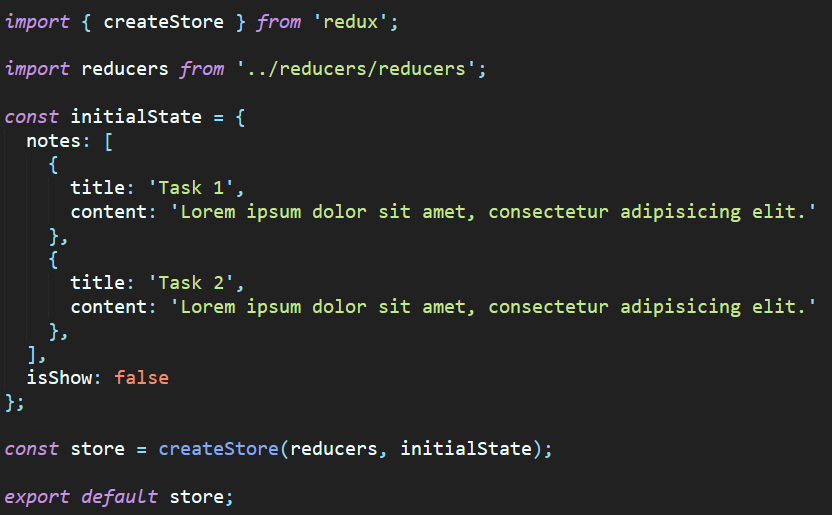 import { createStore } from 'redux';
import reducers from '../reducers/reducers';
const initialState = {
  notes: [
    {
      title: 'Task 1',
      content: 'Lorem ipsum dolor sit amet, consectetur adipisicing elit.'
    },
    {
      title: 'Task 2',
      content: 'Lorem ipsum dolor sit amet, consectetur adipisicing elit.'
    },
  ],
  isShow: false
};
const store = createStore(reducers, initialState);
export default store;